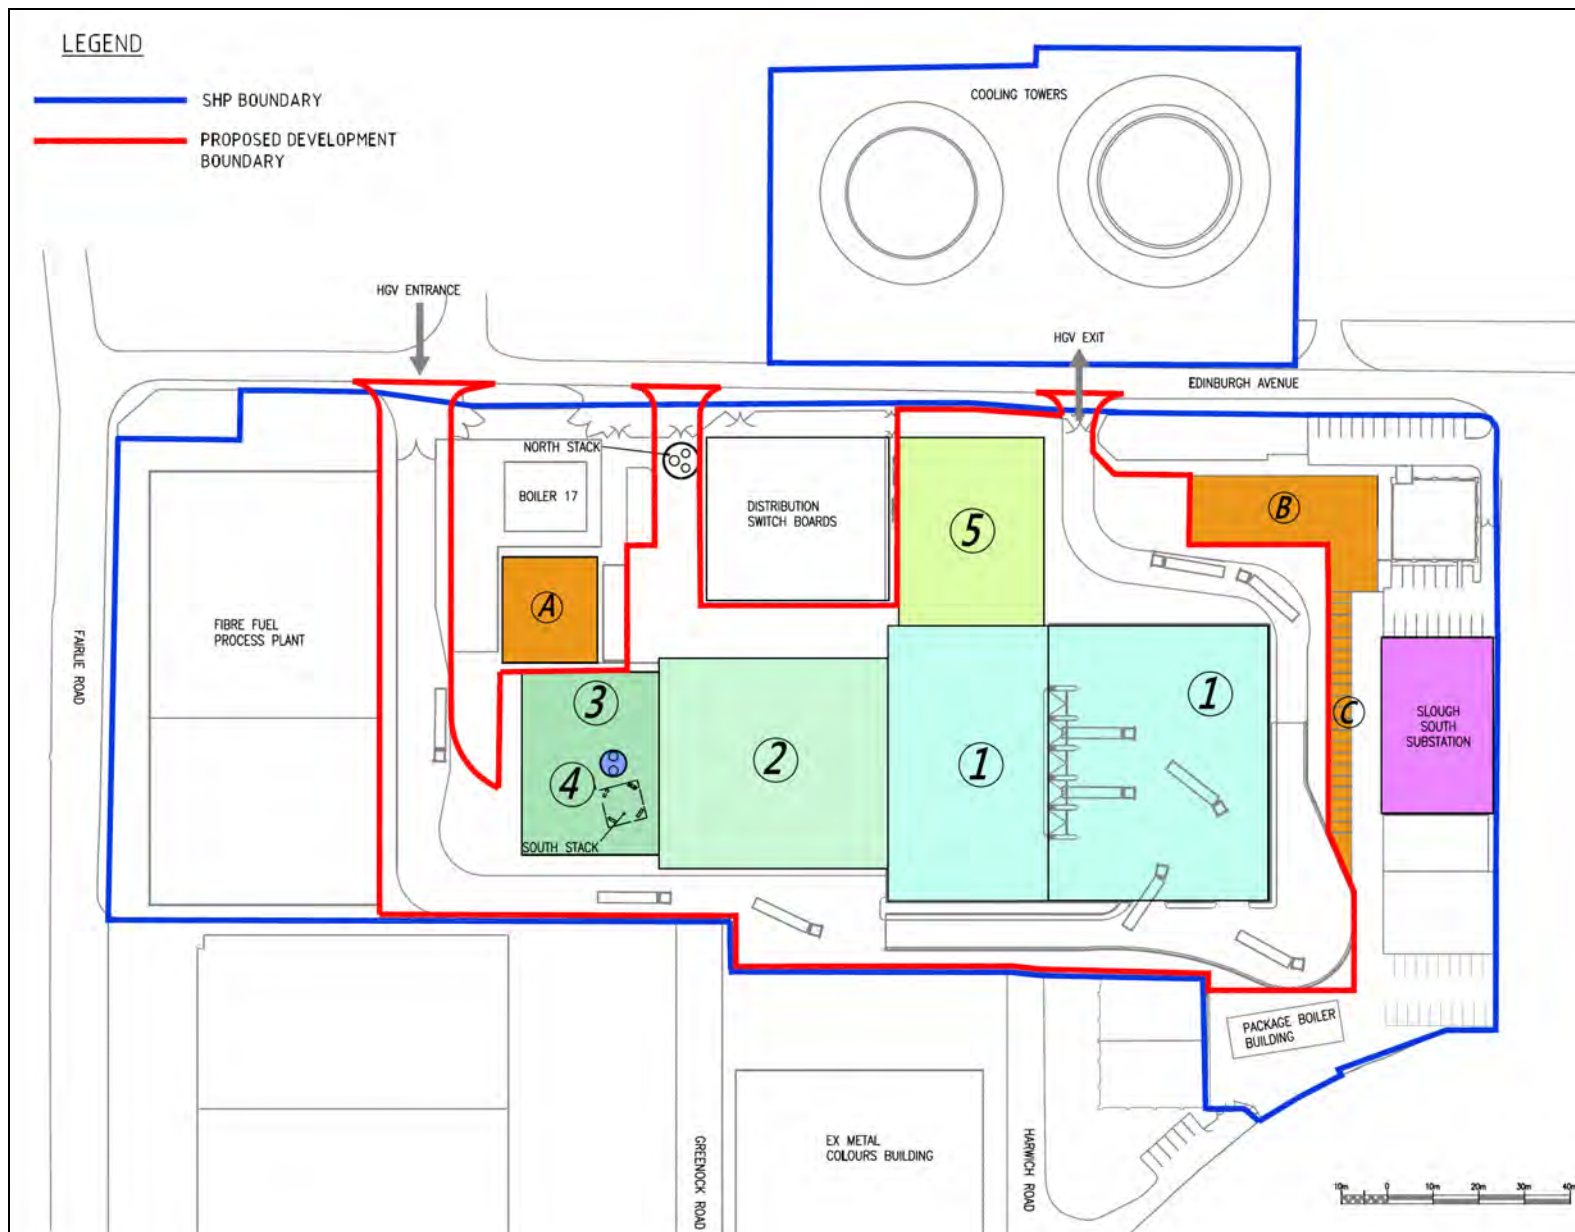 LEGEND
SHP BOUNDARY
PROPOSED DEVELOPMENT
BOUNDARY
COOLING TOWERS
HGV ENTRANCE
HGV EXIT
EDINBURGH AVENUE
NORTH STACK
BOILER 17
DISTRIBUTION
SWITCH BOARDS
5
B
A
FIBRE FUEL
PROCESS PLANT
FAIRLIE ROAD
3
1
C
SLOUGH
SOUTH
SUBSTATION
2
1
4
SOUTH STACK
PACKAGE BOILER
BUILDING
EX METAL
COLOURS BUILDING
GREENOCK ROAD
HARWICH ROAD
10m
0
10m
20m
30m
40m